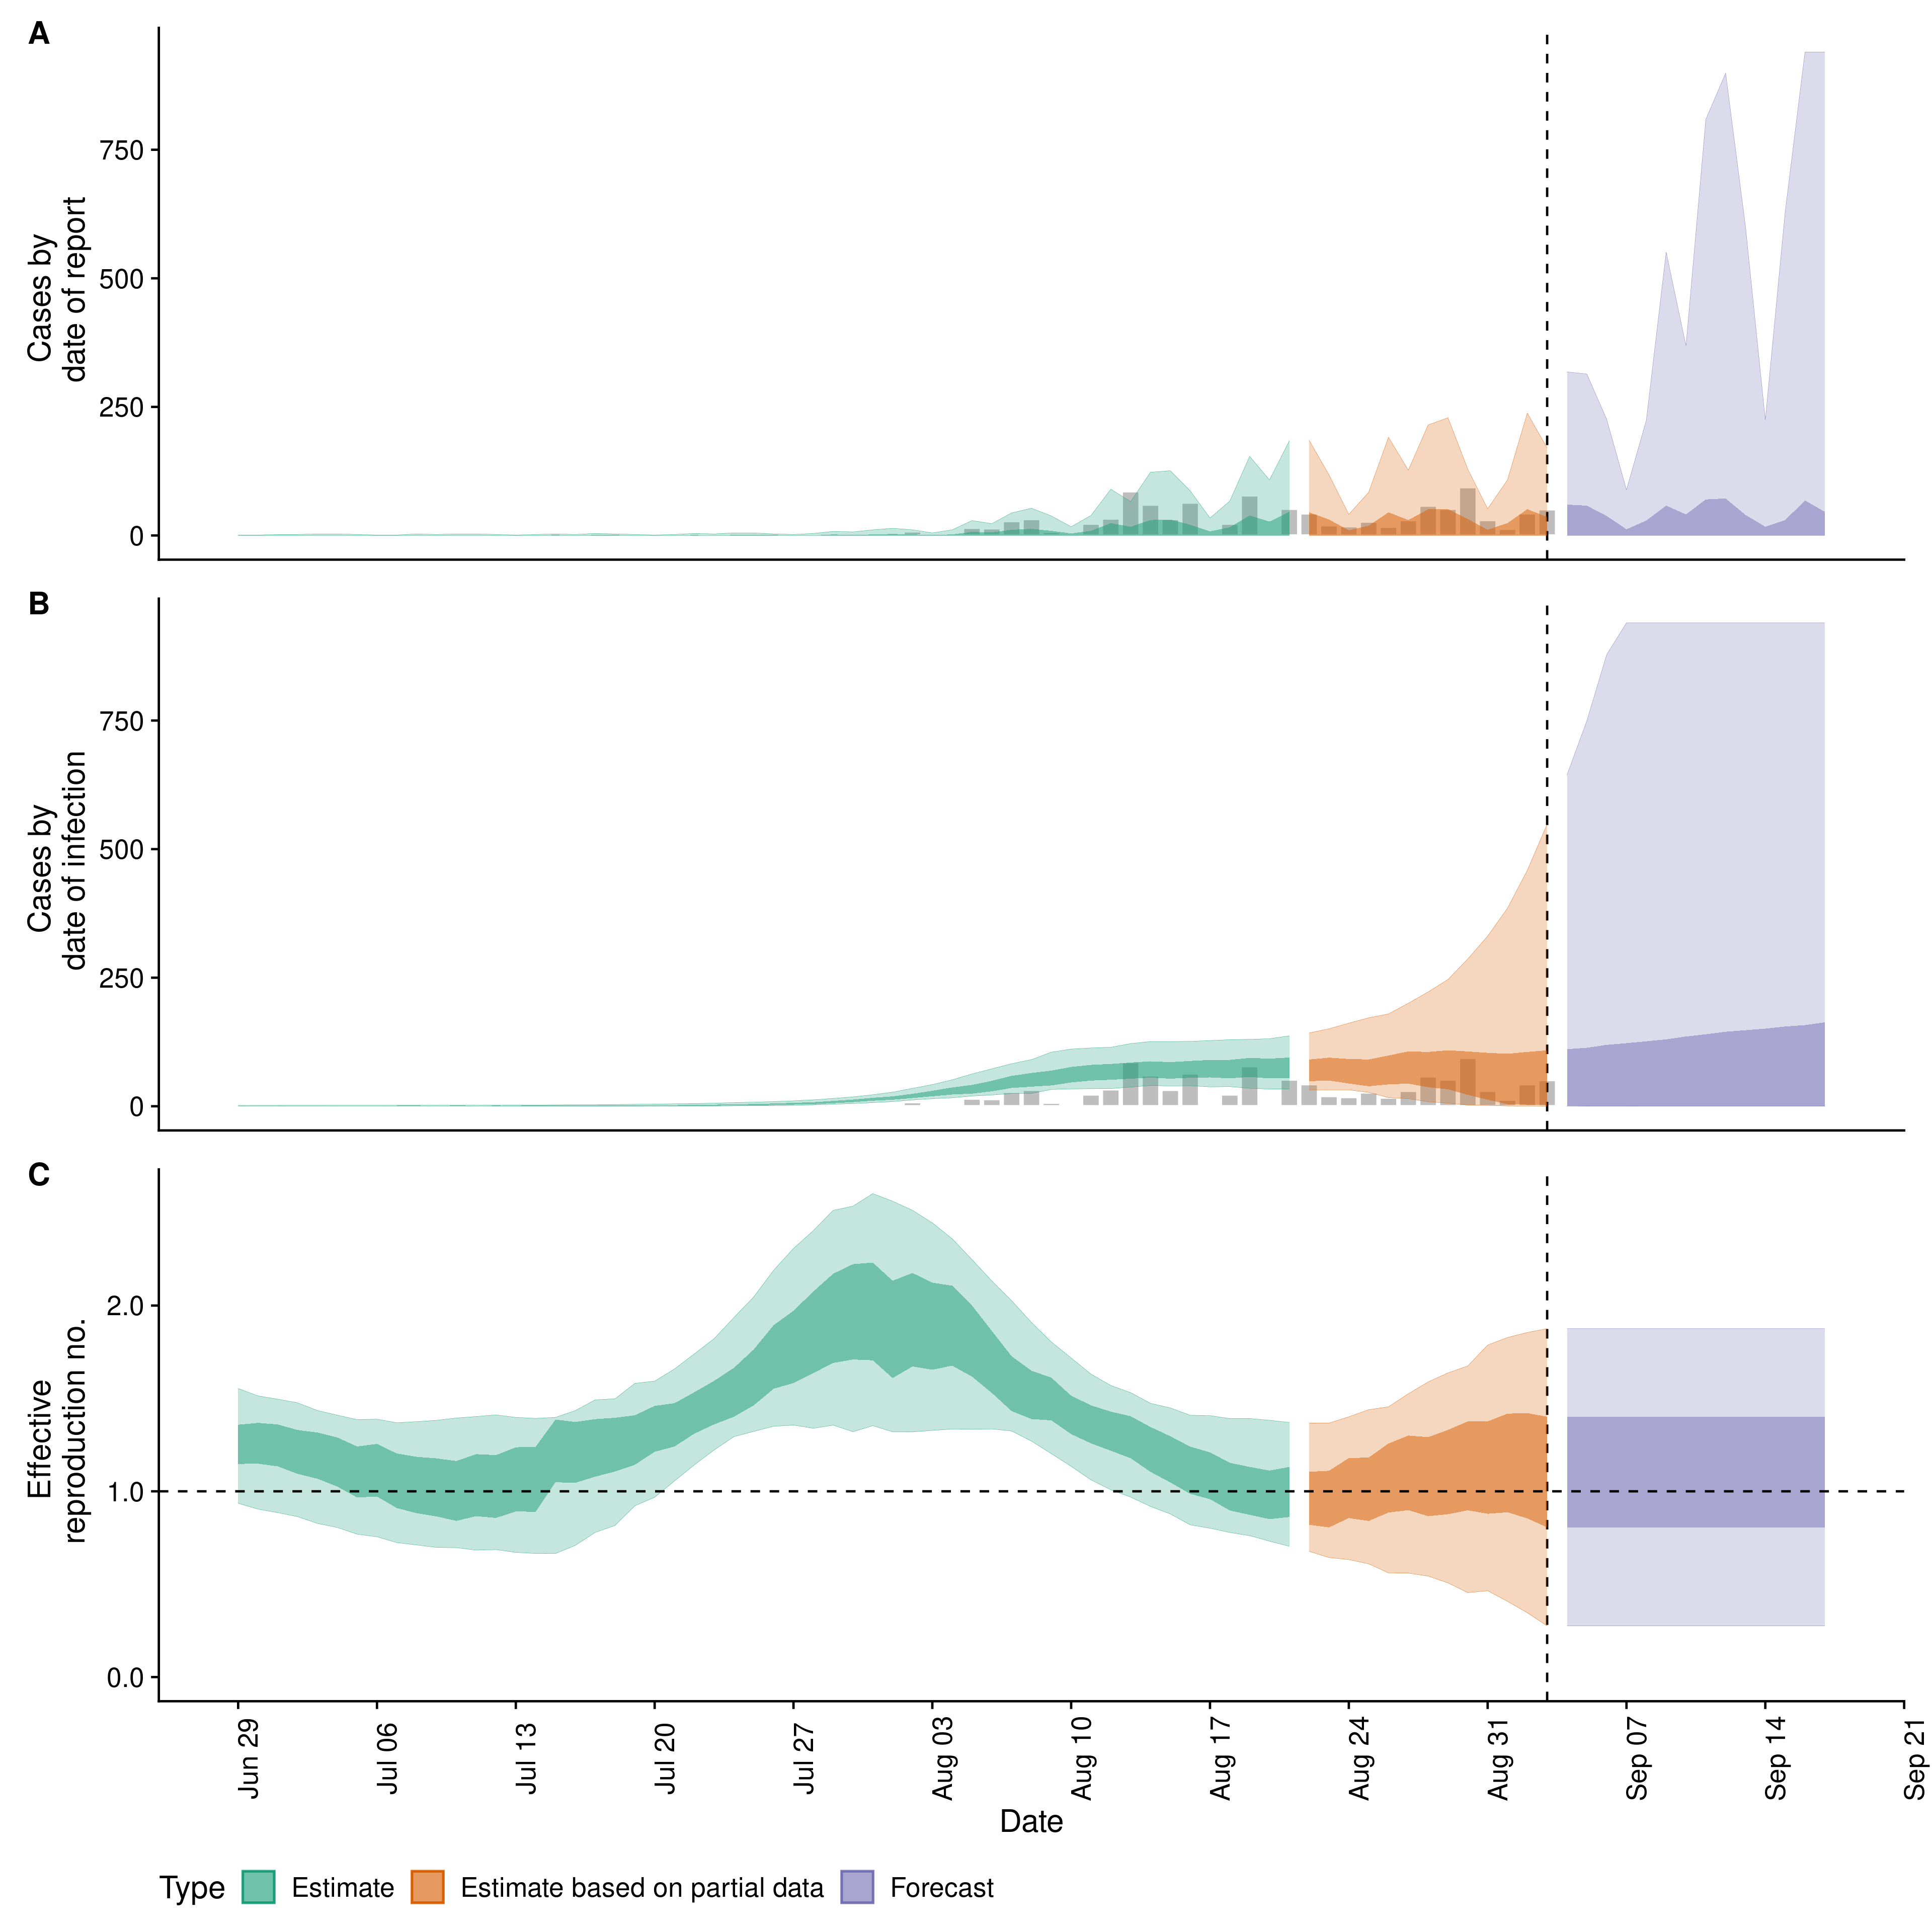 A
Cases by
date of report
750
500
250
0
B
Cases by
date of infection
750
500
250
0
C
Effective
reproduction no.
2.0
1.0
0.0
Jun 29
Jul 06
Jul 13
Jul 20
Jul 27
Aug 03
Aug 10
Aug 17
Aug 24
Aug 31
Sep 07
Sep 14
Sep 21
Date
Type Estimate Estimate based on partial data Forecast